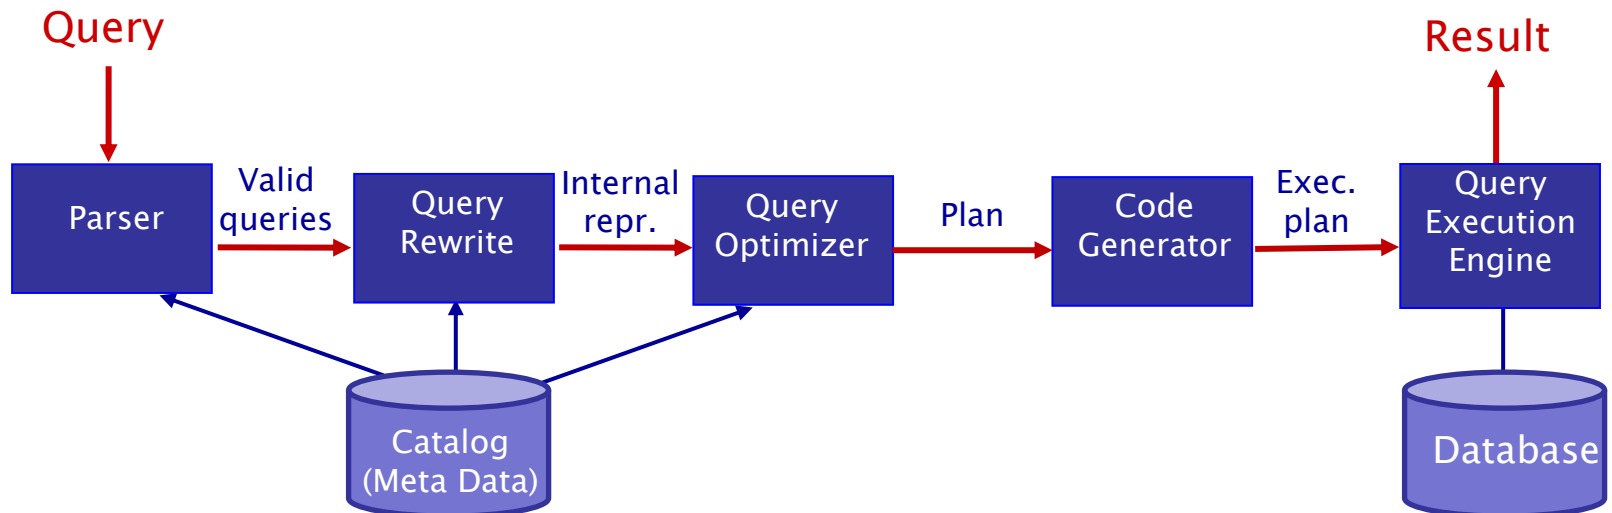 Query
Result
Parser
Valid
queries
Query
Rewrite
Internal
repr.
Query
Optimizer
Plan
Code
Generator
Exec.
plan
Query
Execution
Engine
Catalog
(Meta Data)
Database